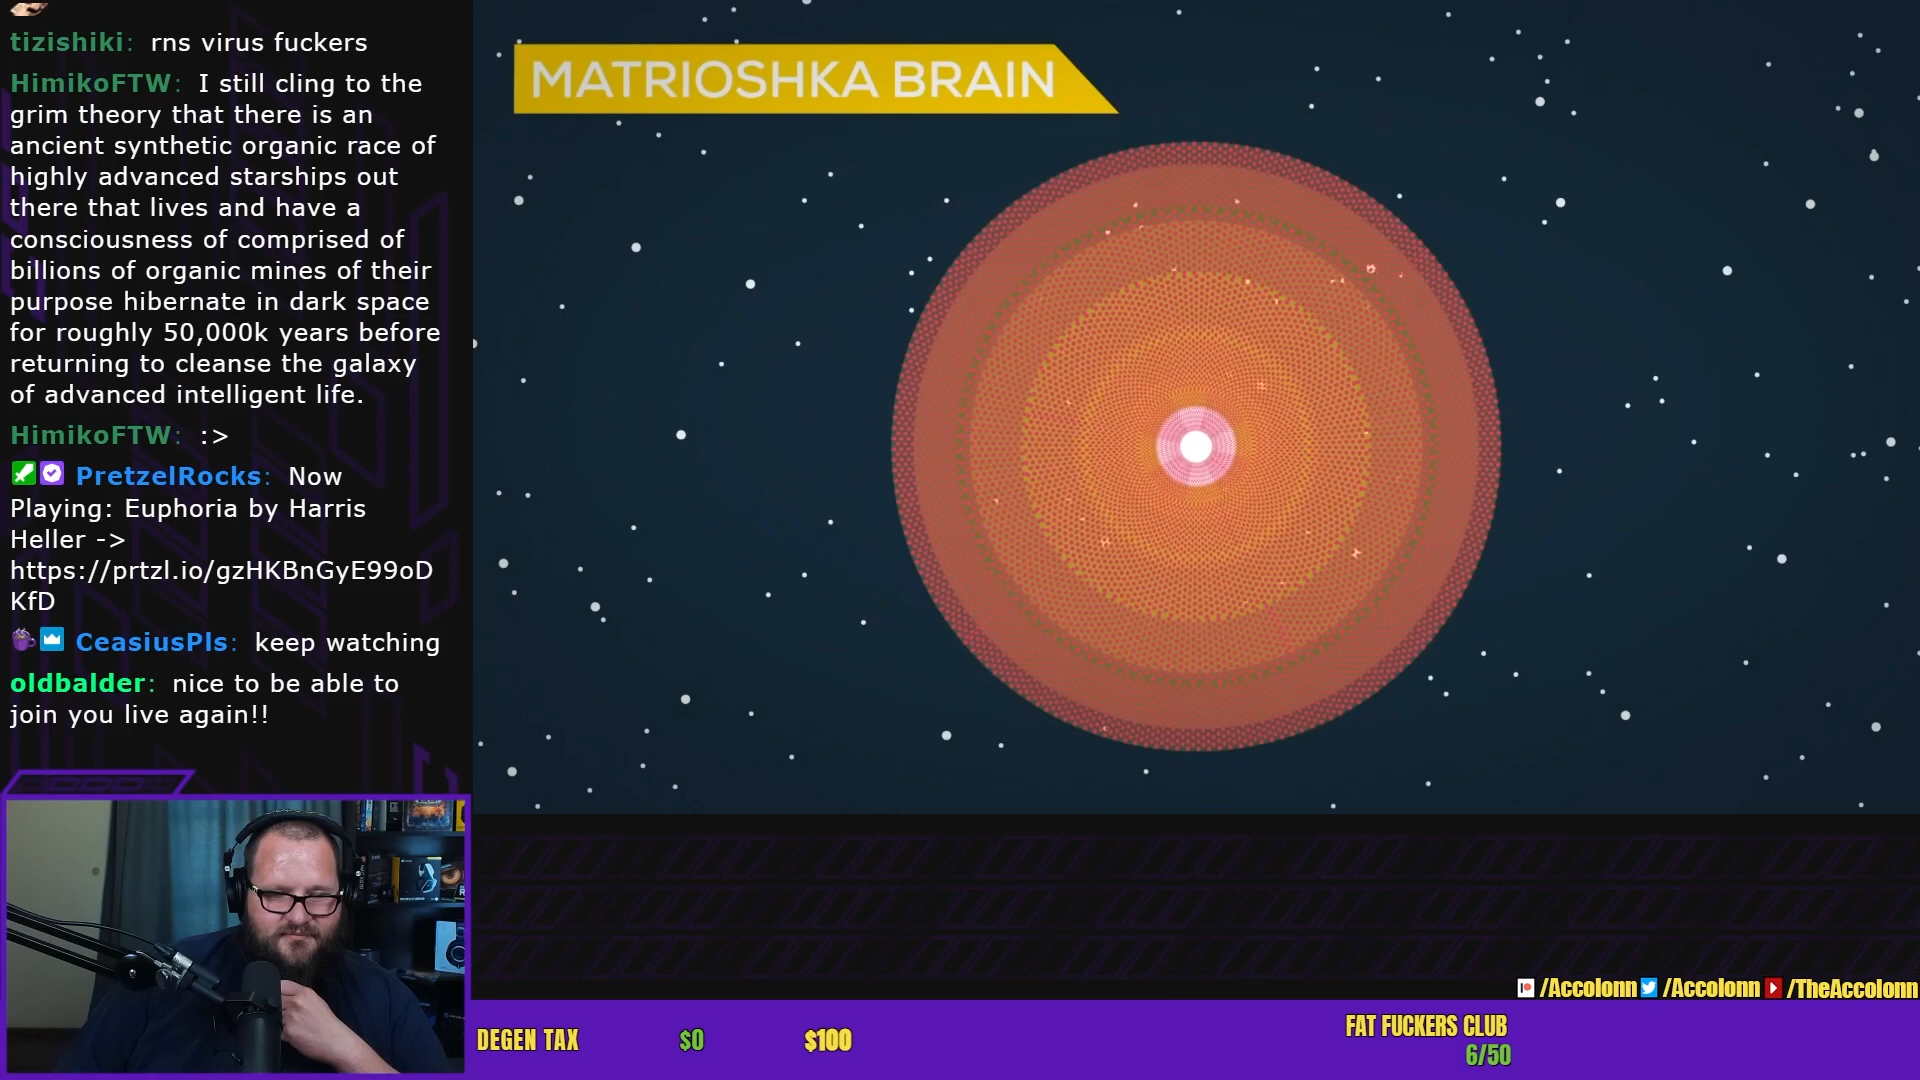 tizishiki: rns virus fuckers
HimikoFTW: I still cling to the
grim theory that there is an
ancient synthetic organic race of
highly advanced starships out
there that lives and have a
consciousness of comprised of
billions of organic mines of their
purpose hibernate in dark space
for roughly 50,000k years before
returning to cleanse the galaxy
of advanced intelligent life.
HimikoFTW: :>
PretzelRocks: Now
Playing: Euphoria by Harris
Heller ->
https://prtzl.io/gzHKBnGyE99oD
KfD
CeasiusPls: keep watching
oldbalder: nice to be able to
join you live again!!
MATRIOSHKA BRAIN
/Accolonn /Accolonn /TheAccolonn
DEGEN TAX $0 $100
FAT FUCKERS CLUB
6/50